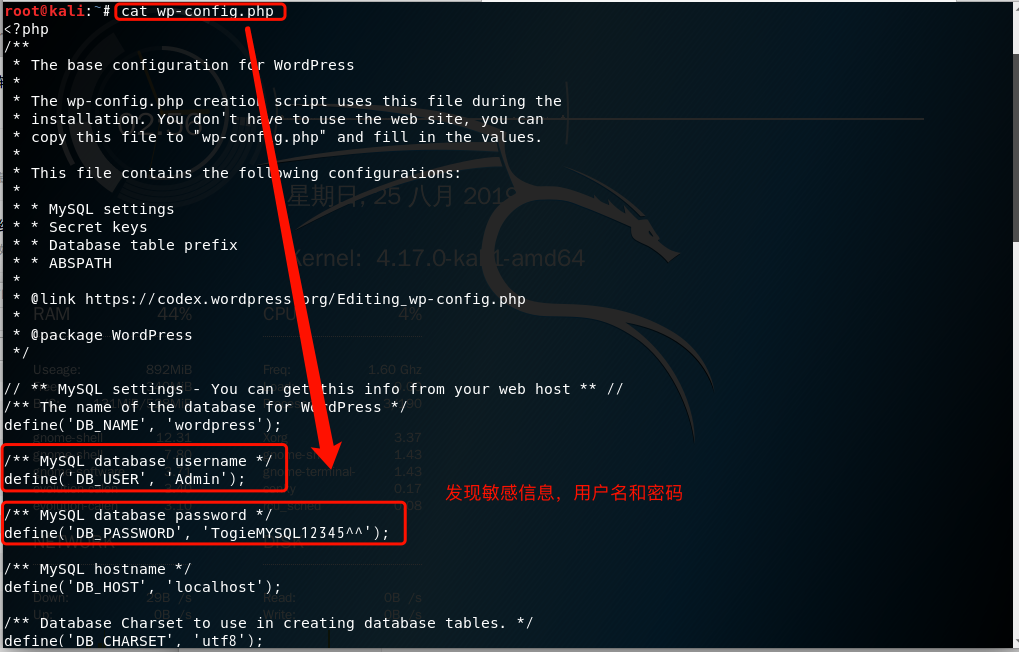 root@kali:~# cat wp-config.php
<?php
/**
 * The base configuration for WordPress
 *
 * The wp-config.php creation script uses this file during the
 * installation. You don't have to use the web site, you can
 * copy this file to "wp-config.php" and fill in the values.
 *
 * This file contains the following configurations:
 *
 * * MySQL settings
 * * Secret keys
 * * Database table prefix
 * * ABSPATH
 *
 * @link https://codex.wordpress.org/Editing_wp-config.php
 *
 * @package WordPress
 */

// ** MySQL settings - You can get this info from your web host ** //
/** The name of the database for WordPress */
define('DB_NAME', 'wordpress');

/** MySQL database username */
define('DB_USER', 'Admin');

/** MySQL database password */
define('DB_PASSWORD', 'TogieMYSQL12345^^');

/** MySQL hostname */
define('DB_HOST', 'localhost');

/** Database Charset to use in creating database tables. */
define('DB_CHARSET', 'utf8');
发现敏感信息，用户名和密码
星期日, 25 八月 2019
Kernel: 4.17.0-kali1-amd64
RAM 44% CPU 4%
Useage: 892MiB Freq: 1.60 Ghz
gnome-shell 12.31 Xorg 3.37
gnome-shell 7.80 1.43
gnome-terminal- 1.43
0.17
3.10 0.08
Down: 29B /s Read: 0B /s
Up: 0B /s Write: 0B /s